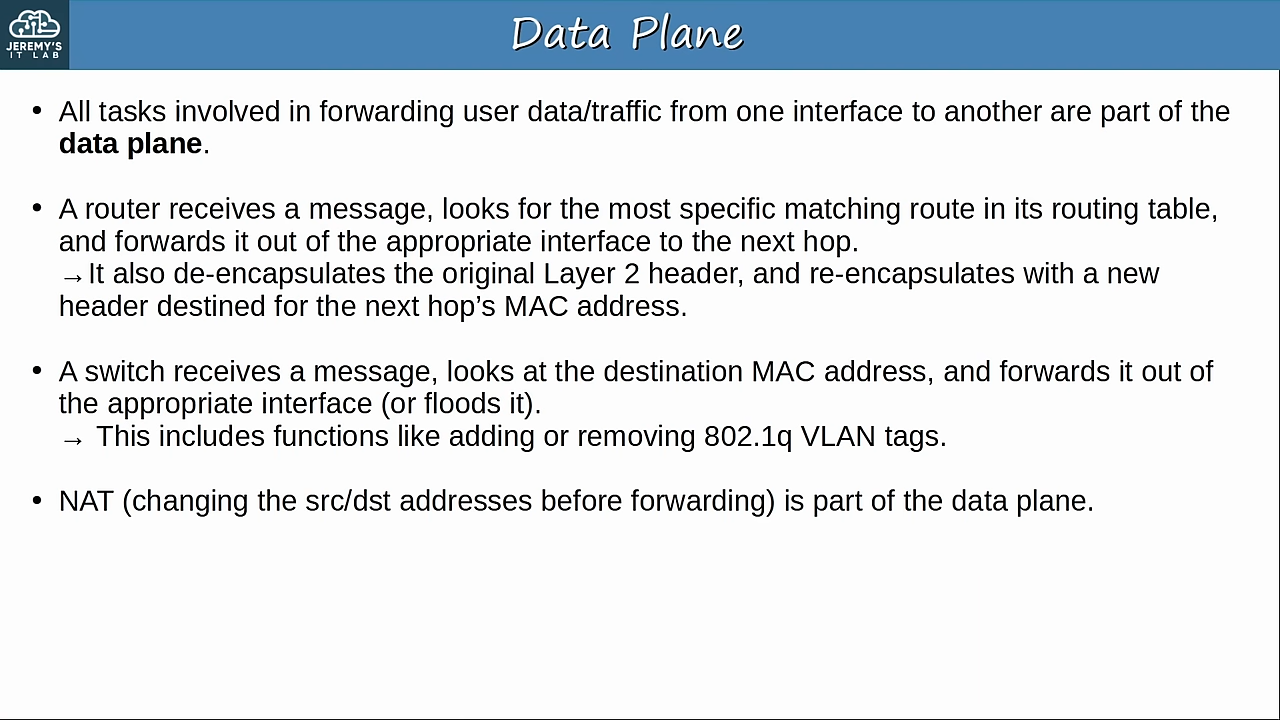 JEREMY'S
IT LAB
Data Plane
• All tasks involved in forwarding user data/traffic from one interface to another are part of the
data plane.
• A router receives a message, looks for the most specific matching route in its routing table,
and forwards it out of the appropriate interface to the next hop.
→It also de-encapsulates the original Layer 2 header, and re-encapsulates with a new
header destined for the next hop’s MAC address.
• A switch receives a message, looks at the destination MAC address, and forwards it out of
the appropriate interface (or floods it).
→ This includes functions like adding or removing 802.1q VLAN tags.
• NAT (changing the src/dst addresses before forwarding) is part of the data plane.